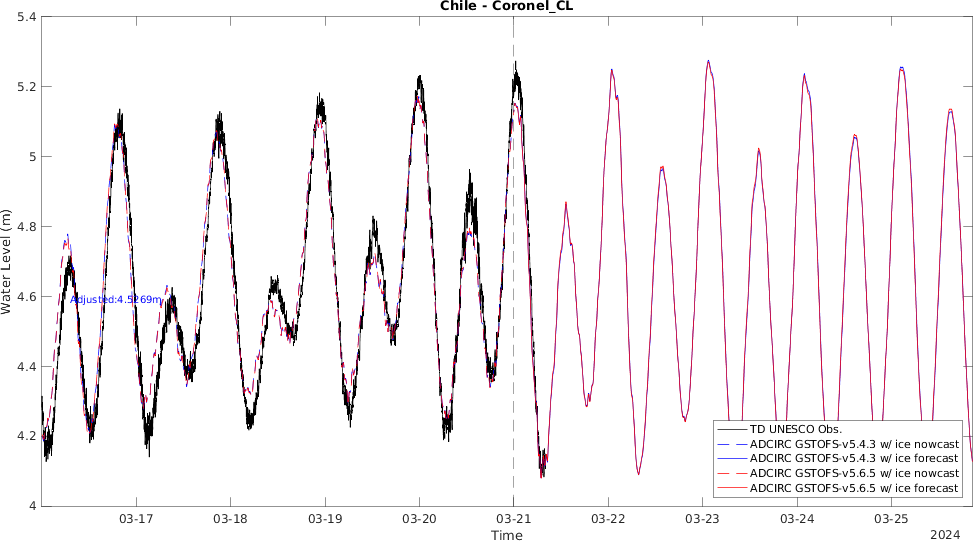 Chile - Coronel_CL
5.4
5.2
5
4.8
4.6
4.4
4.2
4
Water Level (m)
Adjusted:4.5269m
TD UNESCO Obs.
ADCIRC GSTOFS-v5.4.3 w/ ice nowcast
ADCIRC GSTOFS-v5.4.3 w/ ice forecast
ADCIRC GSTOFS-v5.6.5 w/ ice nowcast
ADCIRC GSTOFS-v5.6.5 w/ ice forecast
03-17 03-18 03-19 03-20 03-21 03-22 03-23 03-24 03-25
Time
2024